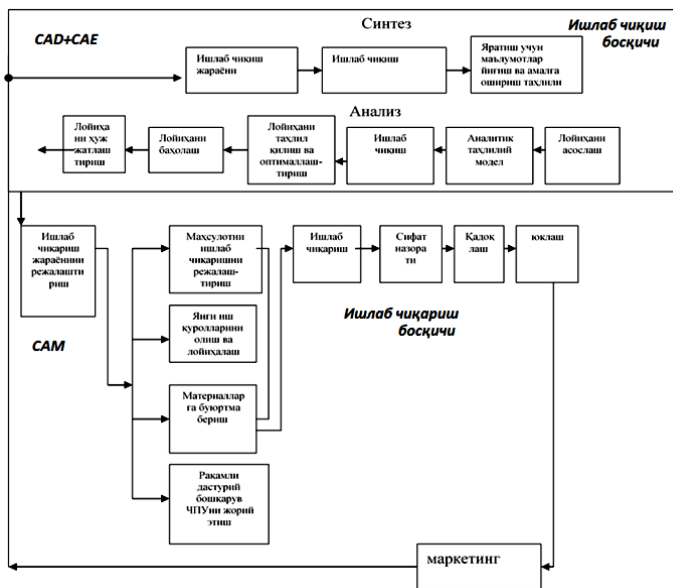 Синтез
Ишлаб чиқиш
босқичи
CAD+CAE
Ишлаб чиқиш
жараёни
Ишлаб чиқиш
Яратиш учун
маълумотлар
йиғиш ва амалга
ошириш таҳлили
Анализ
Лойиҳа
ни ҳуж
жатлаш
тириш
Лойиҳани
баҳолаш
Лойиҳани
таҳлил
қилиш ва
оптималлаш-
тириш
Ишлаб
чиқиш
Аналитик
таҳлилий
модел
Лойиҳани
асослаш
Ишлаб
чиқариш
жараёнини
режалашти
риш
Маҳсулотни
ишлаб
чиқаришни
режалаш-
тириш
Ишлаб
чиқариш
Сифат
назора
ти
Қадоқ
лаш
юклаш
Янги иш
қуролларини
олиш ва
лойиҳалаш
Ишлаб чиқариш
босқичи
CAM
Материаллар
га буюртма
бериш
Рақамли
дастурий
бошқарув
ЧПУни жорий
этиш
маркетинг